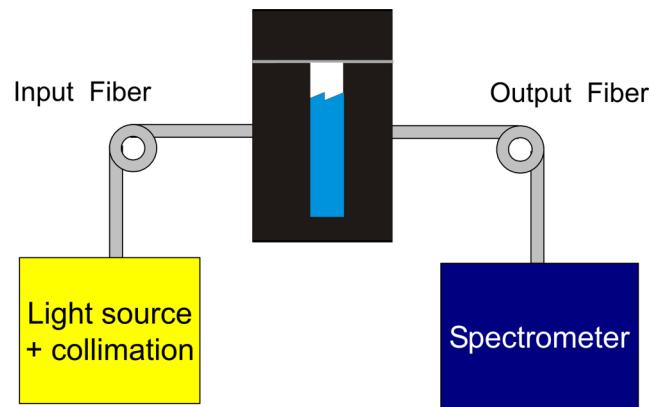 Input Fiber
Output Fiber
Light source
+ collimation
Spectrometer